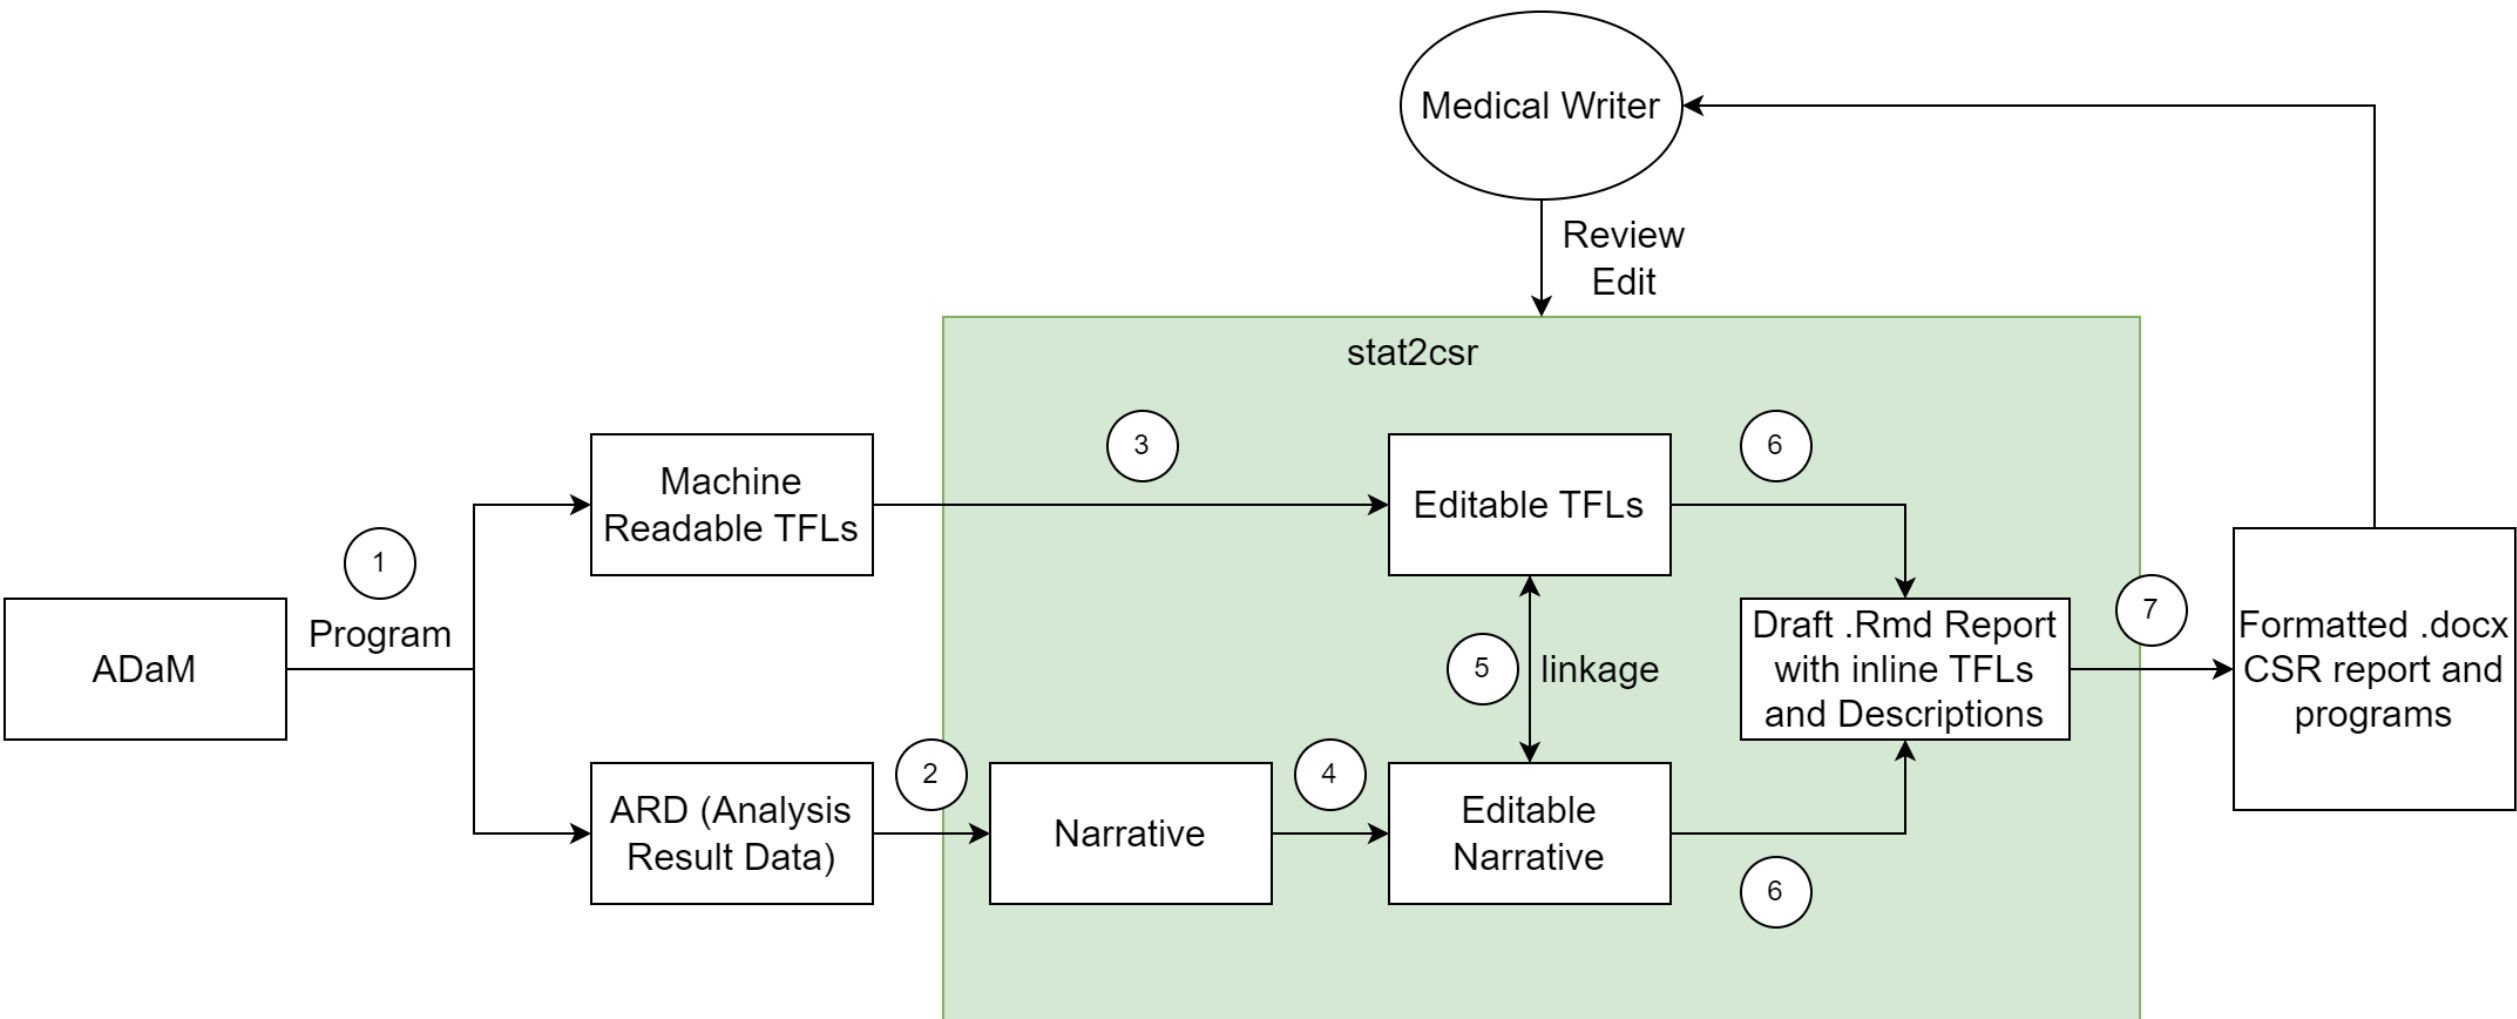 Medical Writer
Review
Edit
stat2csr
3
6
Machine
Readable TFLs
Editable TFLs
1
Program
ADaM
5
linkage
Draft .Rmd Report
with inline TFLs
and Descriptions
7
Formatted .docx
CSR report and
programs
2
4
ARD (Analysis
Result Data)
Narrative
Editable
Narrative
6